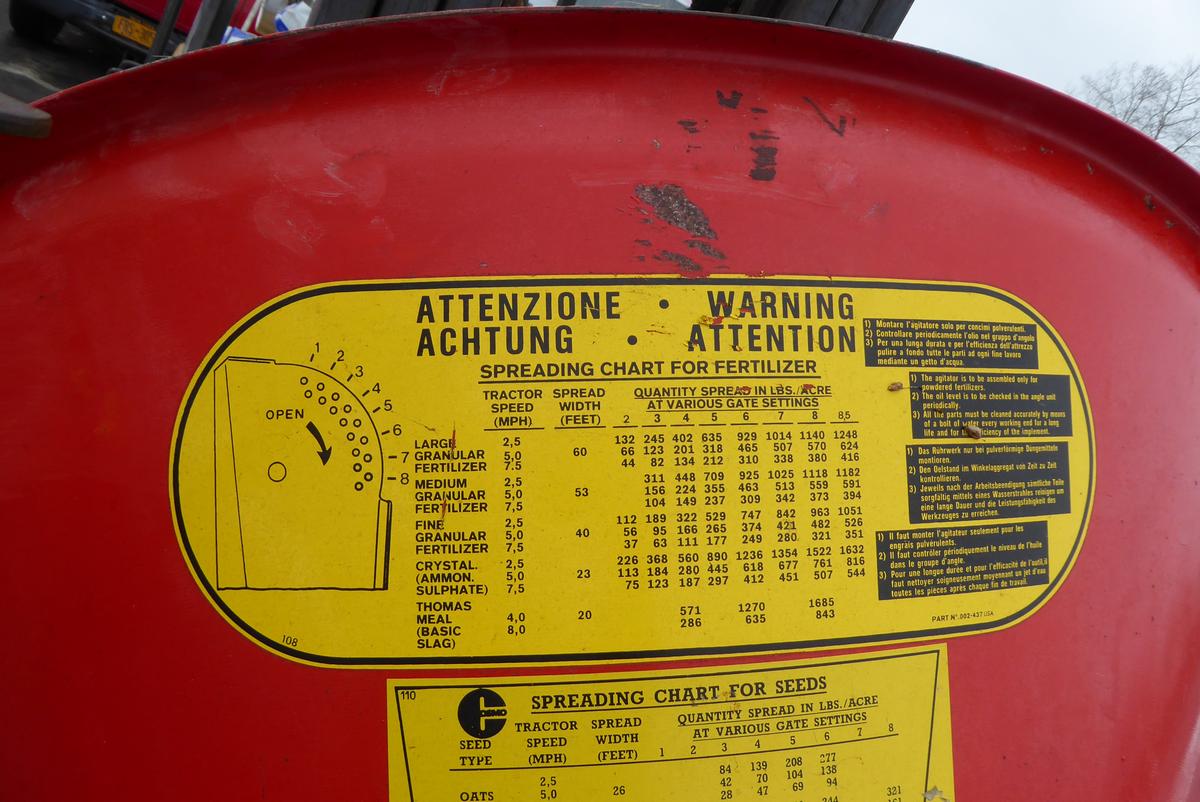 ATTENZIONE • WARNING
ACHTUNG • ATTENTION
SPREADING CHART FOR FERTILIZER
TRACTOR SPEED (MPH) SPREAD WIDTH (FEET) QUANTITY SPREAD IN LBS./ACRE AT VARIOUS GATE SETTINGS
2 3 4 5 6 7 8 8,5
LARGE 2,5 132 245 402 635 929 1014 1140 1248
GRANULAR 5,0 60 66 123 201 318 465 507 570 624
FERTILIZER 7.5 44 82 134 212 310 338 380 416
MEDIUM 2,5 311 448 709 925 1025 1118 1182
GRANULAR 5,0 53 156 224 355 463 513 559 591
FERTILIZER 7,5 104 149 237 309 342 373 394
FINE 2,5 112 189 322 529 747 842 963 1051
GRANULAR 5,0 40 56 95 166 265 374 421 482 526
FERTILIZER 7,5 37 63 111 177 249 280 321 351
CRYSTAL. 2,5 226 368 560 890 1236 1354 1522 1632
(AMMON. 5,0 23 113 184 280 445 618 677 761 816
SULPHATE) 7,5 75 123 187 297 412 451 507 544
THOMAS
MEAL 4,0 20 571 1270 1685
(BASIC 8,0 286 635 843
SLAG)
OPEN
1
2
3
4
5
6
7
8
108
1) Montare l'agitatore solo per concimi polverulenti.
2) Controllare periodicamente l'olio nel gruppo d'angolo
3) Per una lunga durata e per l'efficienza dell'attrezzo
pulire a fondo tutte le parti ad ogni fine lavoro
mediante un getto d'acqua.
1) The agitator is to be assembled only for
powdered fertilizers.
2) The oil level is to be checked in the angle unit
periodically.
3) All the parts must be cleaned accurately by means
of a bolt of water every working end for a long
life and for the efficiency of the implement.
1) Das Rührwerk nur bei pulverförmige Düngemittel
montieren.
2) Den Oelstand im Winkelaggregat von Zeit zu Zeit
kontrollieren.
3) Jeweils nach der Arbeitsbeendigung sämtliche Teile
sorgfältig mittels eines Wasserstrahles reinigen um
eine lange Dauer und die Leistungsfähigkeit des
Werkzeuges zu erreichen.
1) Il faut monter l'agitateur seulement pour les
engrais pulvérulents.
2) Il faut contrôler périodiquement le niveau de l'huile
dans le groupe d'angle.
3) Pour une longue durée et pour l'efficacité de l'outil,il
faut nettoyer soigneusement moyennant un jet d'eau
toutes les pieces après chaque fin de travail.
PART N°.002-437 USA
110
COSMO
SPREADING CHART FOR SEEDS
SEED TYPE TRACTOR SPEED (MPH) SPREAD WIDTH (FEET) QUANTITY SPREAD IN LBS./ACRE AT VARIOUS GATE SETTINGS
1 2 3 4 5 6 7 8
2,5 84 139 208 277
OATS 5,0 26 42 70 104 138
28 47 69 94
321